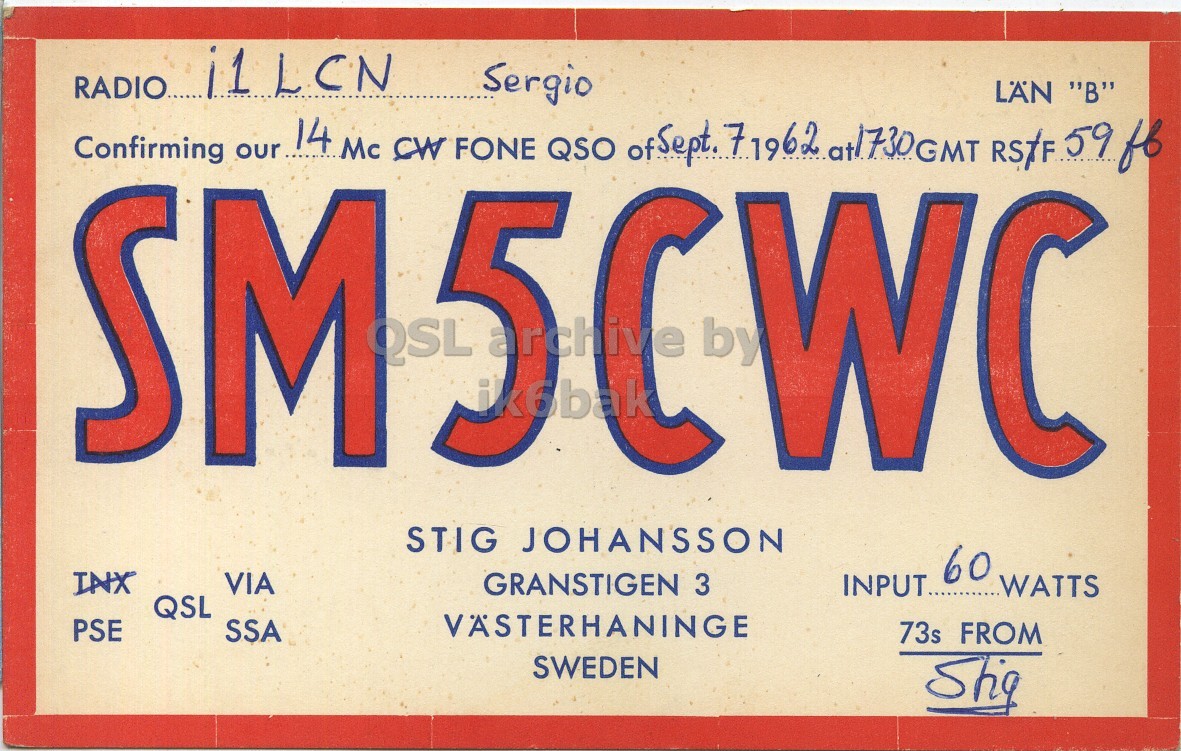 RADIO i1LCN Sergio LÄN "B"
Confirming our 14 Mc CW FONE QSO of Sept. 7 1962 at 1730 GMT RST/F 59 fb
SM5CWC
QSL archive by
ik6bak
STIG JOHANSSON
GRANSTIGEN 3
VÄSTERHANINGE
SWEDEN
TNX QSL VIA
PSE SSA
INPUT 60 WATTS
73s FROM
Stig